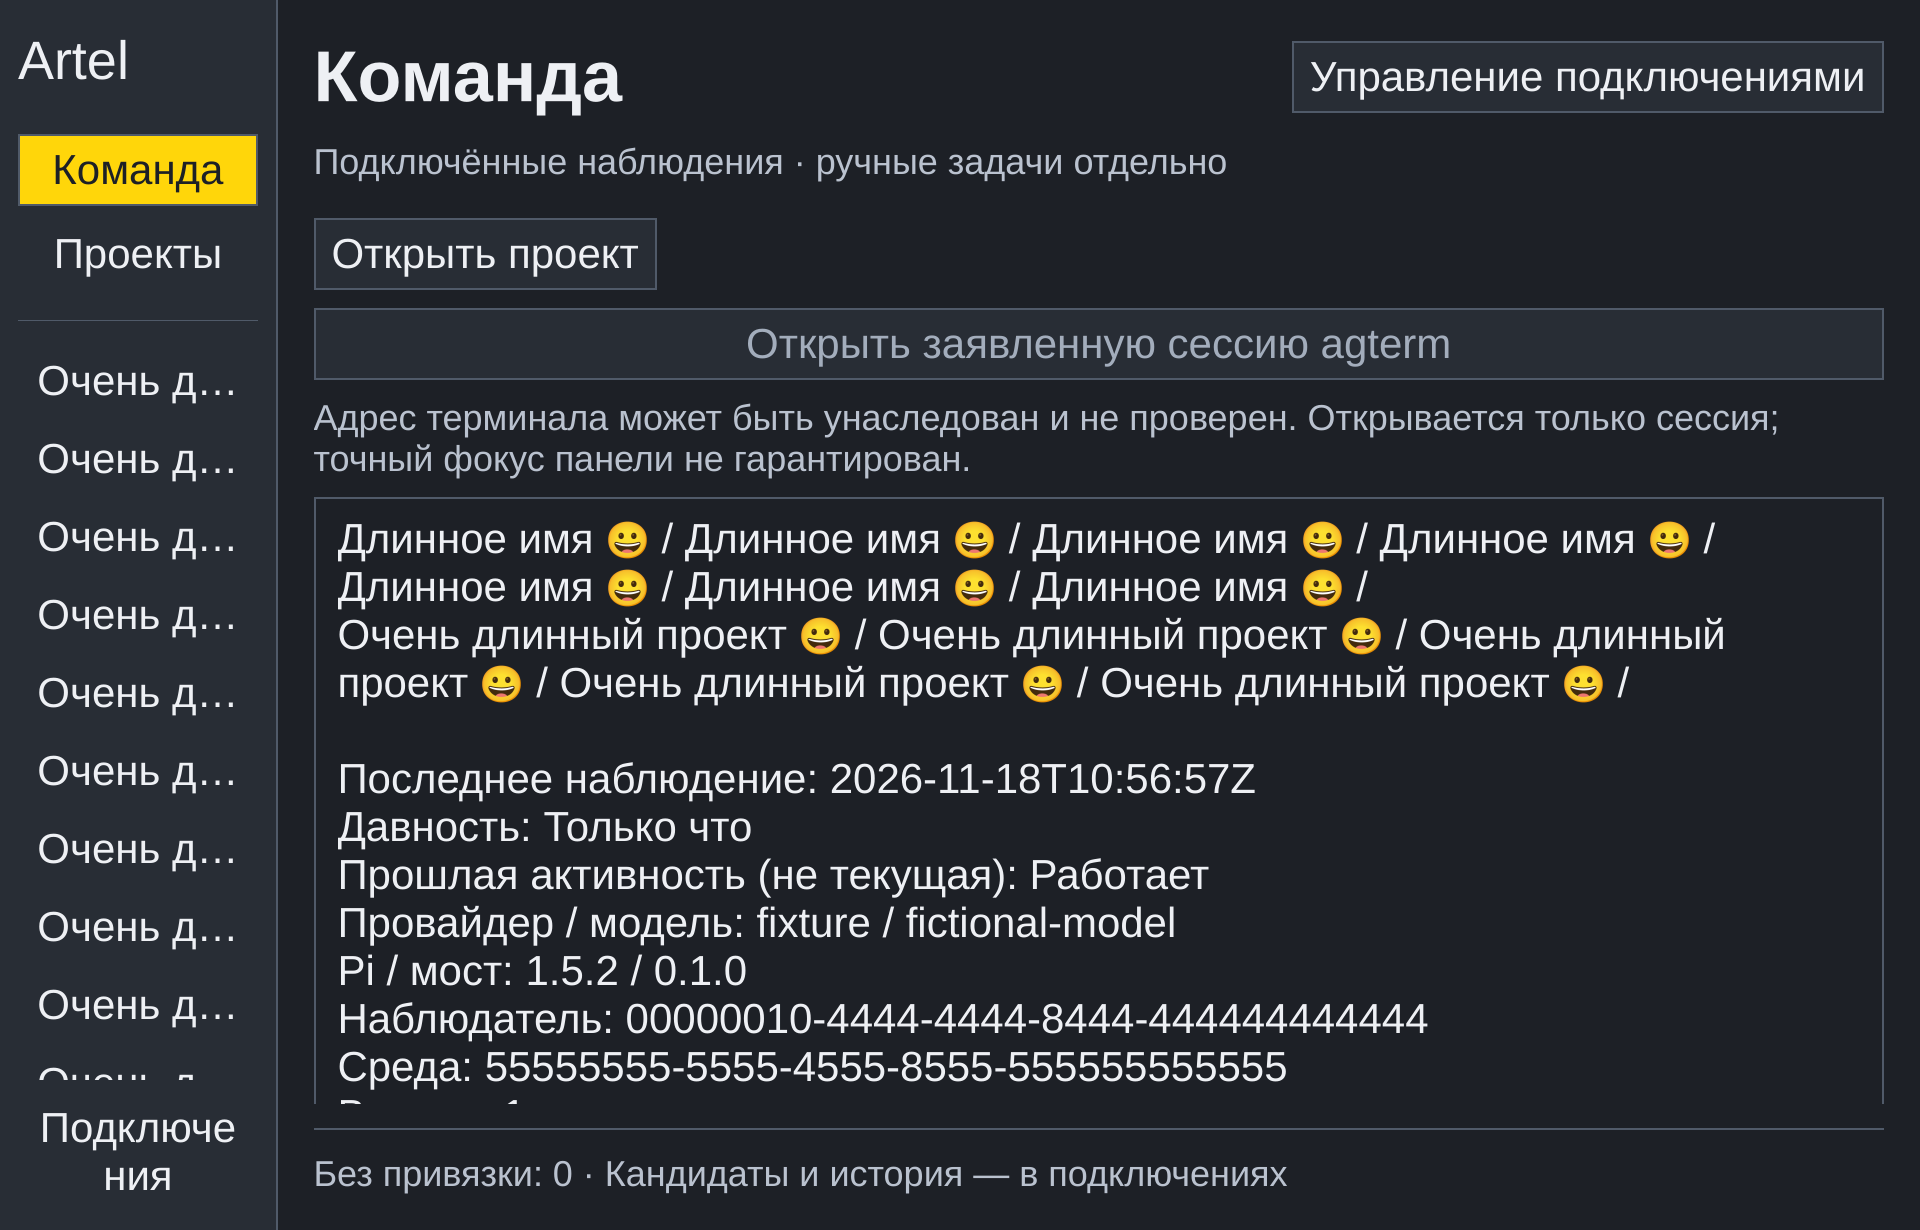 Artel
Команда
Проекты
Очень д…
Очень д…
Очень д…
Очень д…
Очень д…
Очень д…
Очень д…
Очень д…
Очень д…
Подключе
ния
Команда
Управление подключениями
Подключённые наблюдения · ручные задачи отдельно
Открыть проект
Открыть заявленную сессию agterm
Адрес терминала может быть унаследован и не проверен. Открывается только сессия;
точный фокус панели не гарантирован.
Длинное имя 😀 / Длинное имя 😀 / Длинное имя 😀 / Длинное имя 😀 /
Длинное имя 😀 / Длинное имя 😀 / Длинное имя 😀 /
Очень длинный проект 😀 / Очень длинный проект 😀 / Очень длинный
проект 😀 / Очень длинный проект 😀 / Очень длинный проект 😀 /
Последнее наблюдение: 2026-11-18T10:56:57Z
Давность: Только что
Прошлая активность (не текущая): Работает
Провайдер / модель: fixture / fictional-model
Pi / мост: 1.5.2 / 0.1.0
Наблюдатель: 00000010-4444-4444-8444-444444444444
Среда: 55555555-5555-4555-8555-555555555555
Без привязки: 0 · Кандидаты и история — в подключениях